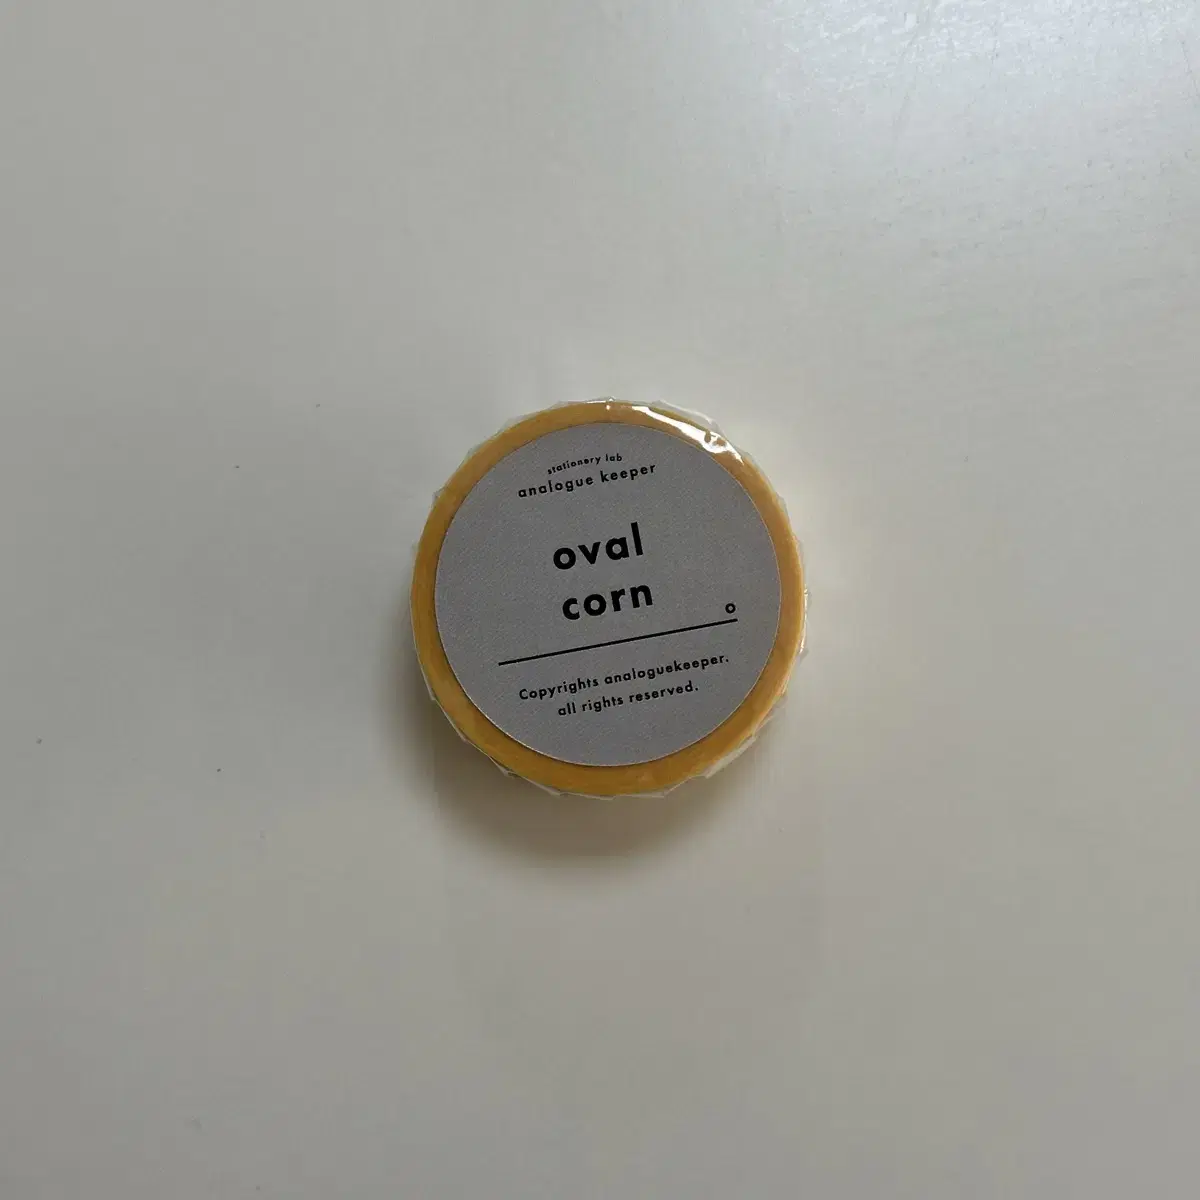 stationery lab
analogue keeper
oval
corn
Copyrights analoguekeeper.
all rights reserved.